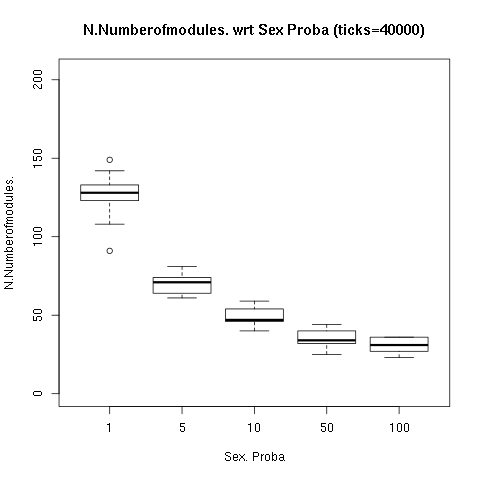 N.Numberofmodules. wrt Sex Proba (ticks=40000)
N.Numberofmodules.
200
150
100
50
0
1 5 10 50 100
Sex. Proba